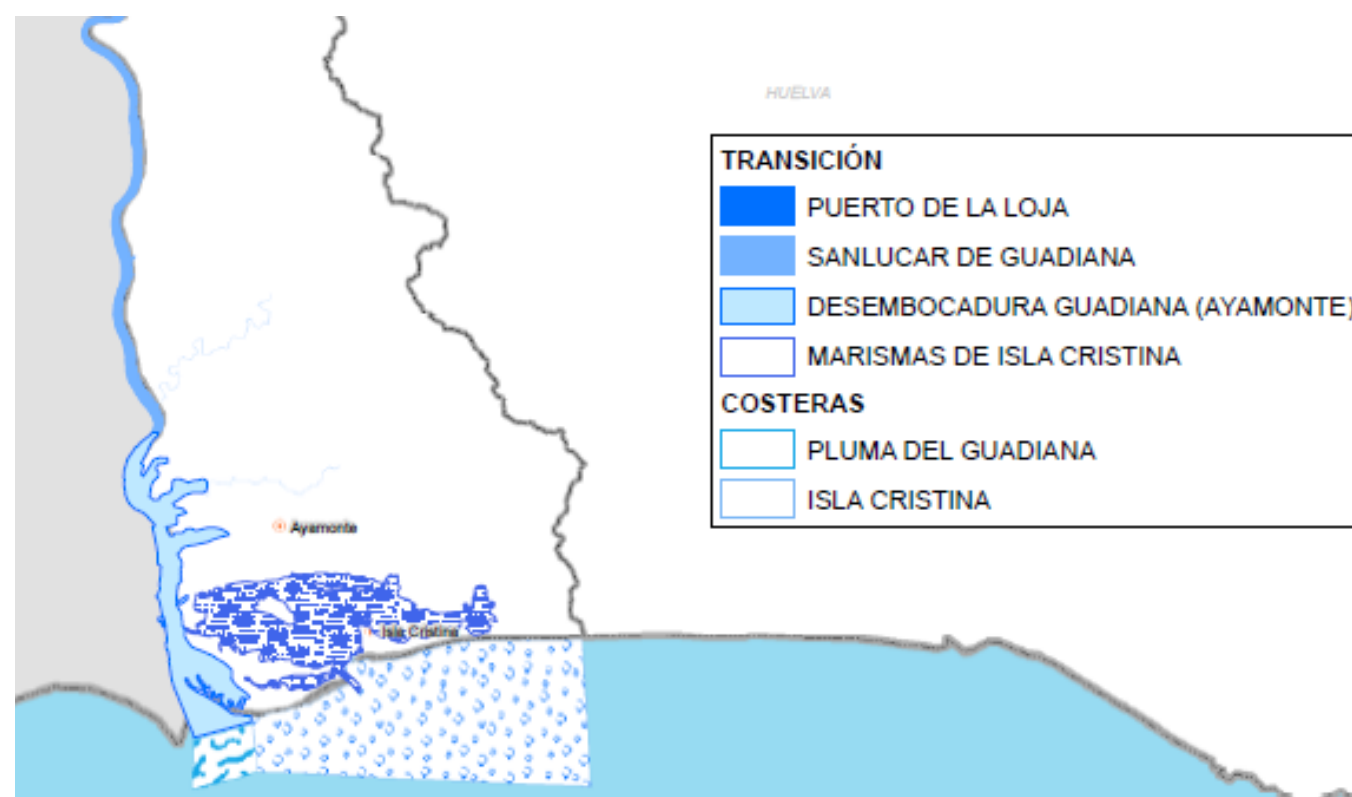 HUELVA
TRANSICIÓN
PUERTO DE LA LOJA
SANLUCAR DE GUADIANA
DESEMBOCADURA GUADIANA (AYAMONTE)
MARISMAS DE ISLA CRISTINA
COSTERAS
PLUMA DEL GUADIANA
ISLA CRISTINA
Ayamonte
Isla Cristina